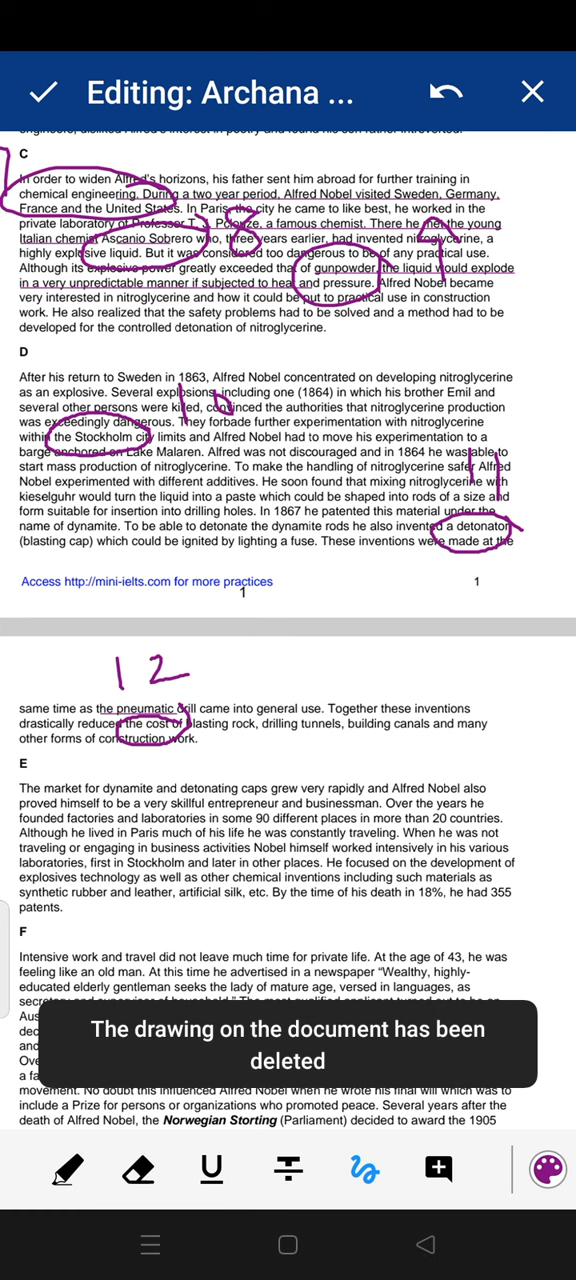 Editing: Archana ...
C
In order to widen Alfred's horizons, his father sent him abroad for further training in
chemical engineering. During a two year period, Alfred Nobel visited Sweden, Germany,
France and the United States. In Paris, the city he came to like best, he worked in the
8
private laboratory of Professor T. J. Pelouze, a famous chemist. There he met the young
Italian chemist Ascanio Sobrero who, three years earlier, had invented nitroglycerine, a
9
highly explosive liquid. But it was considered too dangerous to be of any practical use.
Although its explosive power greatly exceeded that of gunpowder, the liquid would explode
in a very unpredictable manner if subjected to heat and pressure. Alfred Nobel became
very interested in nitroglycerine and how it could be put to practical use in construction
work. He also realized that the safety problems had to be solved and a method had to be
developed for the controlled detonation of nitroglycerine.
D
After his return to Sweden in 1863, Alfred Nobel concentrated on developing nitroglycerine
as an explosive. Several explosions, including one (1864) in which his brother Emil and
10
several other persons were killed, convinced the authorities that nitroglycerine production
was exceedingly dangerous. They forbade further experimentation with nitroglycerine
within the Stockholm city limits and Alfred Nobel had to move his experimentation to a
barge anchored on Lake Malaren. Alfred was not discouraged and in 1864 he was able to
start mass production of nitroglycerine. To make the handling of nitroglycerine safer Alfred
11
Nobel experimented with different additives. He soon found that mixing nitroglycerine with
kieselguhr would turn the liquid into a paste which could be shaped into rods of a size and
form suitable for insertion into drilling holes. In 1867 he patented this material under the
name of dynamite. To be able to detonate the dynamite rods he also invented a detonator
(blasting cap) which could be ignited by lighting a fuse. These inventions were made at the
Access http://mini-ielts.com for more practices 1
1
12
same time as the pneumatic drill came into general use. Together these inventions
drastically reduced the cost of blasting rock, drilling tunnels, building canals and many
other forms of construction work.
E
The market for dynamite and detonating caps grew very rapidly and Alfred Nobel also
proved himself to be a very skillful entrepreneur and businessman. Over the years he
founded factories and laboratories in some 90 different places in more than 20 countries.
Although he lived in Paris much of his life he was constantly traveling. When he was not
traveling or engaging in business activities Nobel himself worked intensively in his various
laboratories, first in Stockholm and later in other places. He focused on the development of
explosives technology as well as other chemical inventions including such materials as
synthetic rubber and leather, artificial silk, etc. By the time of his death in 18%, he had 355
patents.
F
Intensive work and travel did not leave much time for private life. At the age of 43, he was
feeling like an old man. At this time he advertised in a newspaper “Wealthy, highly-
educated elderly gentleman seeks the lady of mature age, versed in languages, as
The drawing on the document has been
deleted
movement. No doubt this influenced Alfred Nobel when he wrote his final will which was to
include a Prize for persons or organizations who promoted peace. Several years after the
death of Alfred Nobel, the Norwegian Storting (Parliament) decided to award the 1905